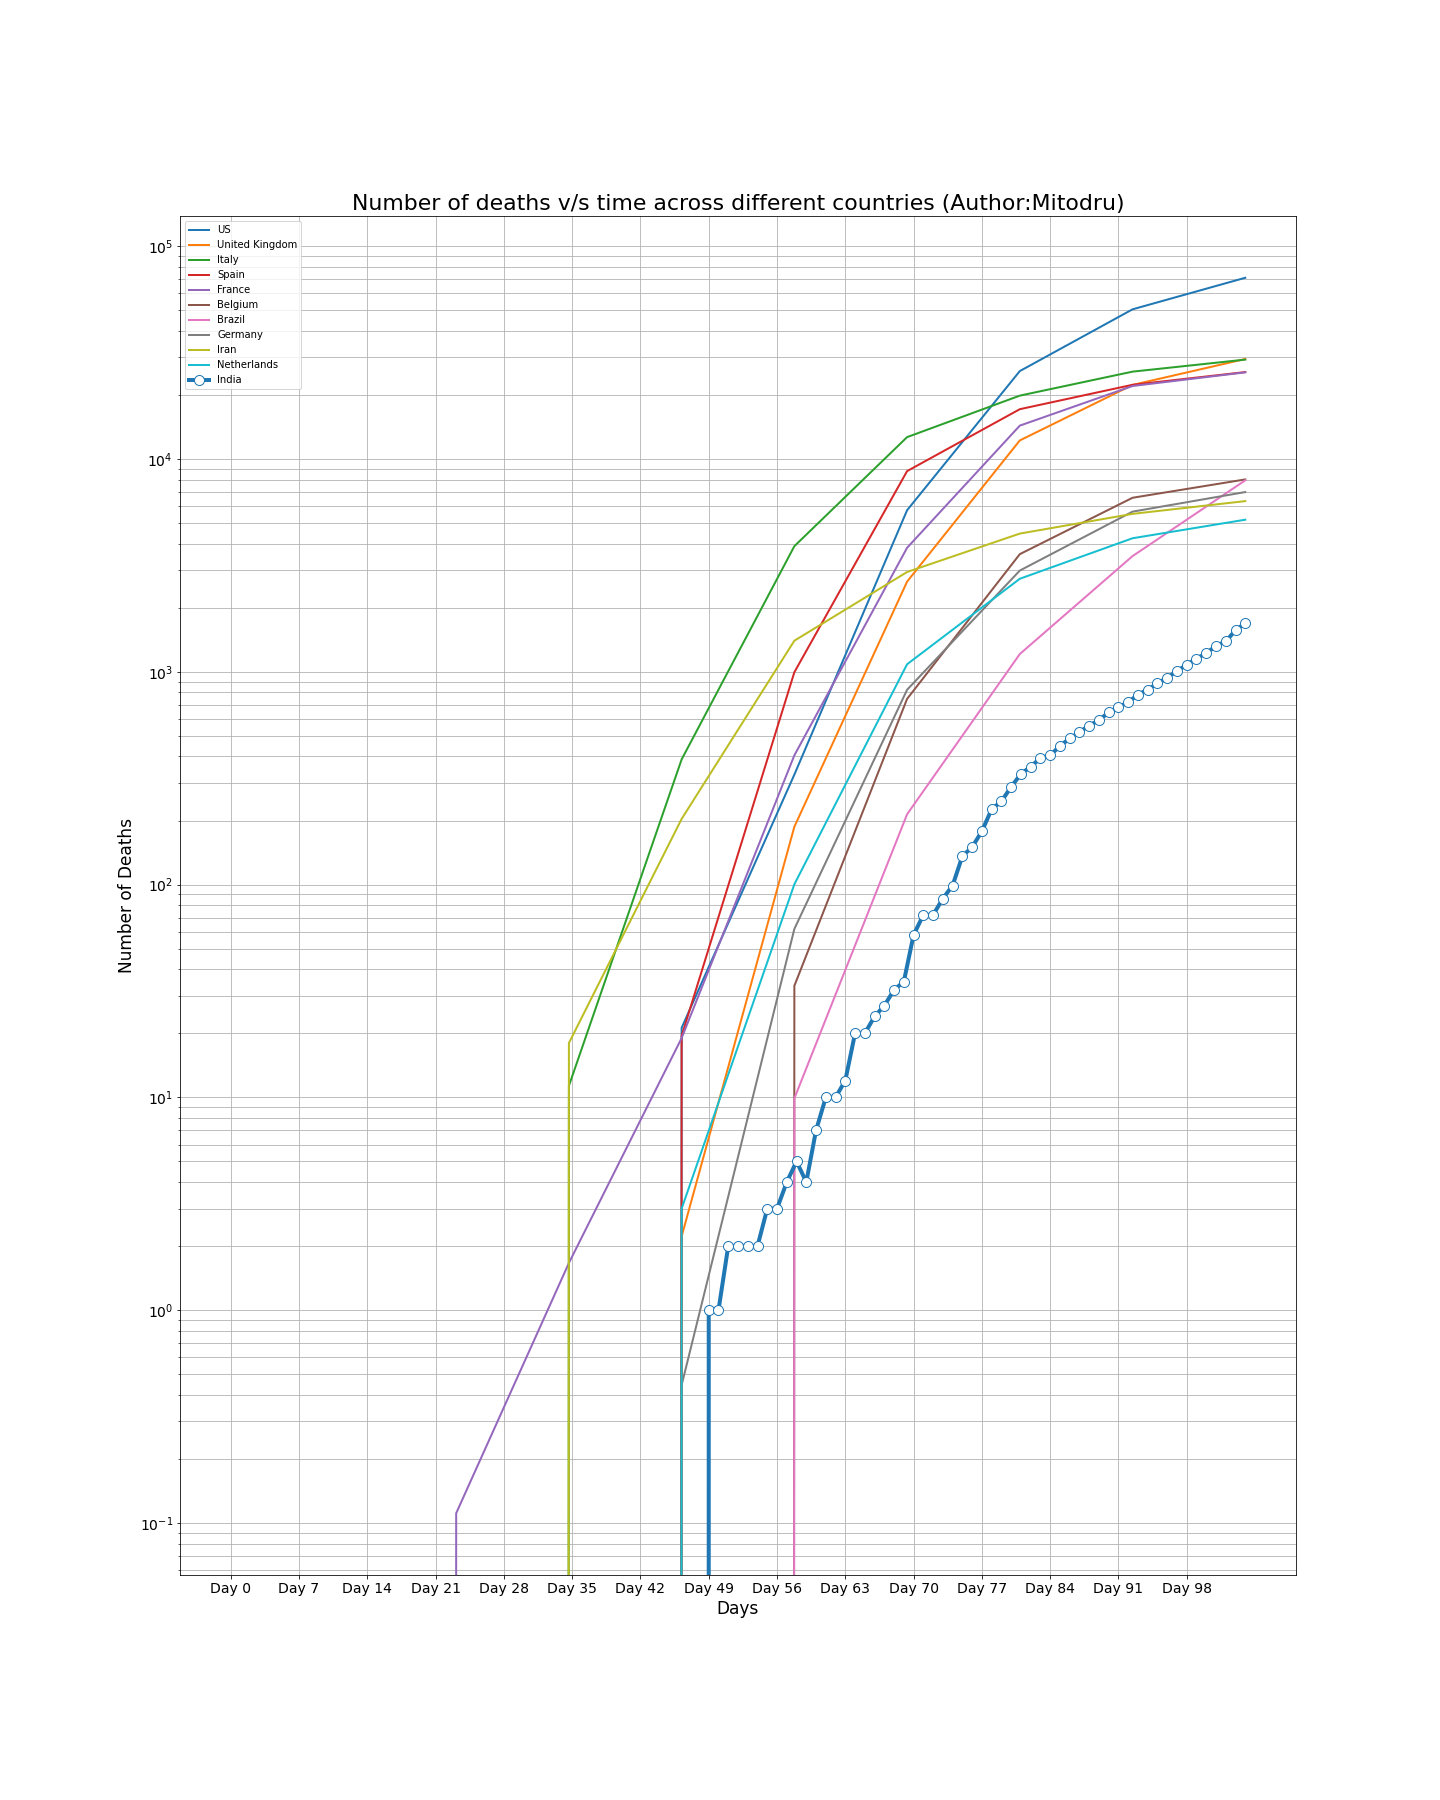 Number of deaths v/s time across different countries (Author:Mitodru)
US
United Kingdom
Italy
Spain
France
Belgium
Brazil
Germany
Iran
Netherlands
India
10^5
10^4
10^3
10^2
10^1
10^0
10^−1
Number of Deaths
Day 0 Day 7 Day 14 Day 21 Day 28 Day 35 Day 42 Day 49 Day 56 Day 63 Day 70 Day 77 Day 84 Day 91 Day 98
Days